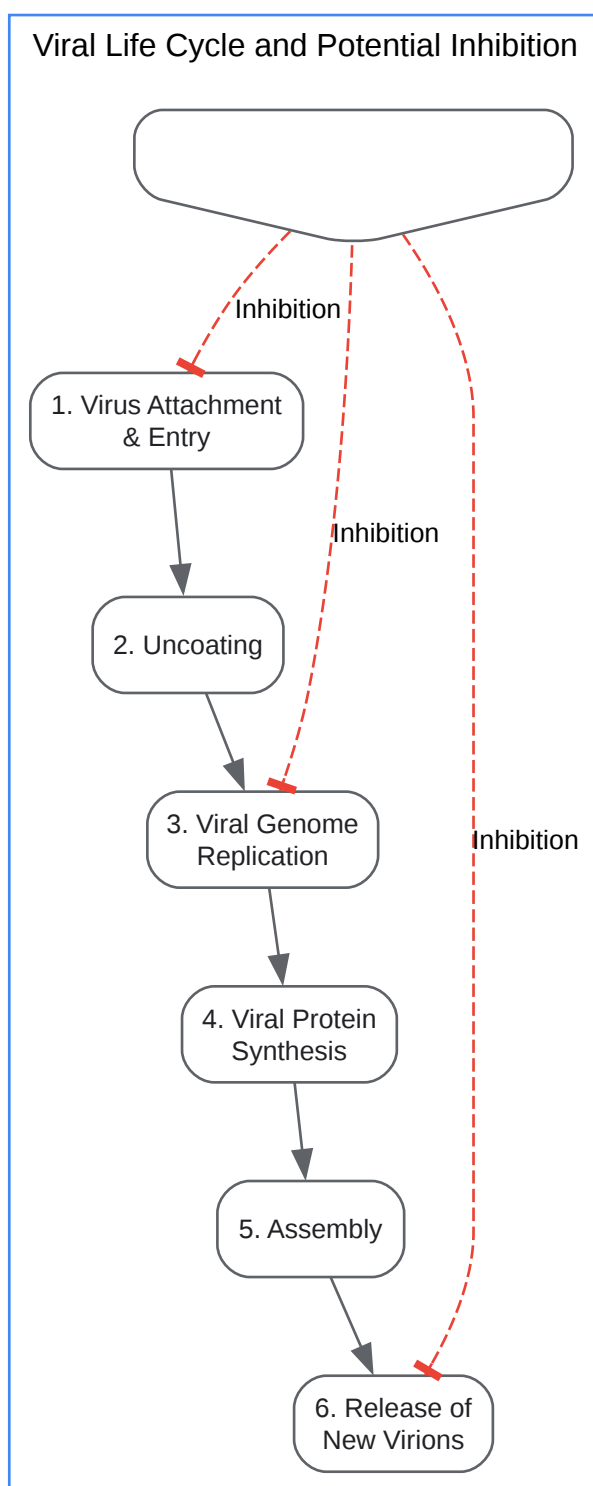 Viral Life Cycle and Potential Inhibition
Inhibition
1. Virus Attachment
& Entry
Inhibition
2. Uncoating
3. Viral Genome
Replication
Inhibition
4. Viral Protein
Synthesis
5. Assembly
6. Release of
New Virions